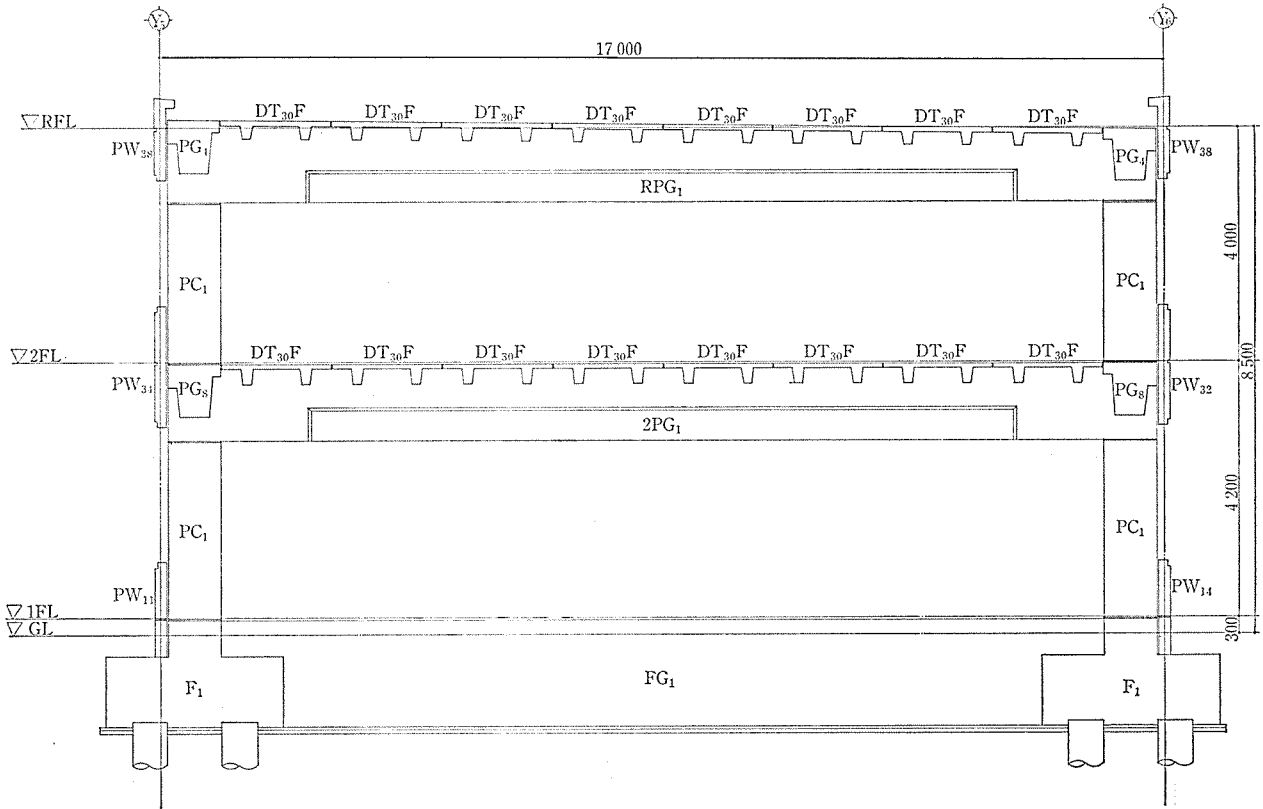 Y5 Y6
17 000
DT30F DT30F DT30F DT30F DT30F DT30F DT30F DT30F
▽RFL
PW38 PG4 PG4 PW38
RPG1
4 000
PC1 PC1
DT30F DT30F DT30F DT30F DT30F DT30F DT30F DT30F
▽2FL
8 500
PW34 PG8 PG8 PW32
2PG1
4 200
PC1 PC1
PW11 PW14
▽1FL
▽GL
300
F1 FG1 F1